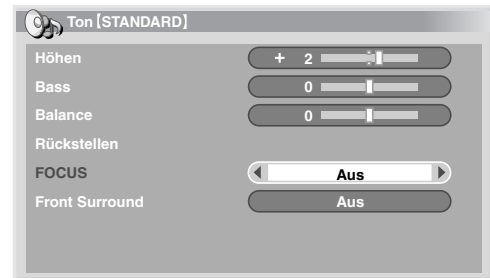 Ton [STANDARD]
Höhen + 2
Bass 0
Balance 0
Rückstellen
FOCUS Aus
Front Surround Aus